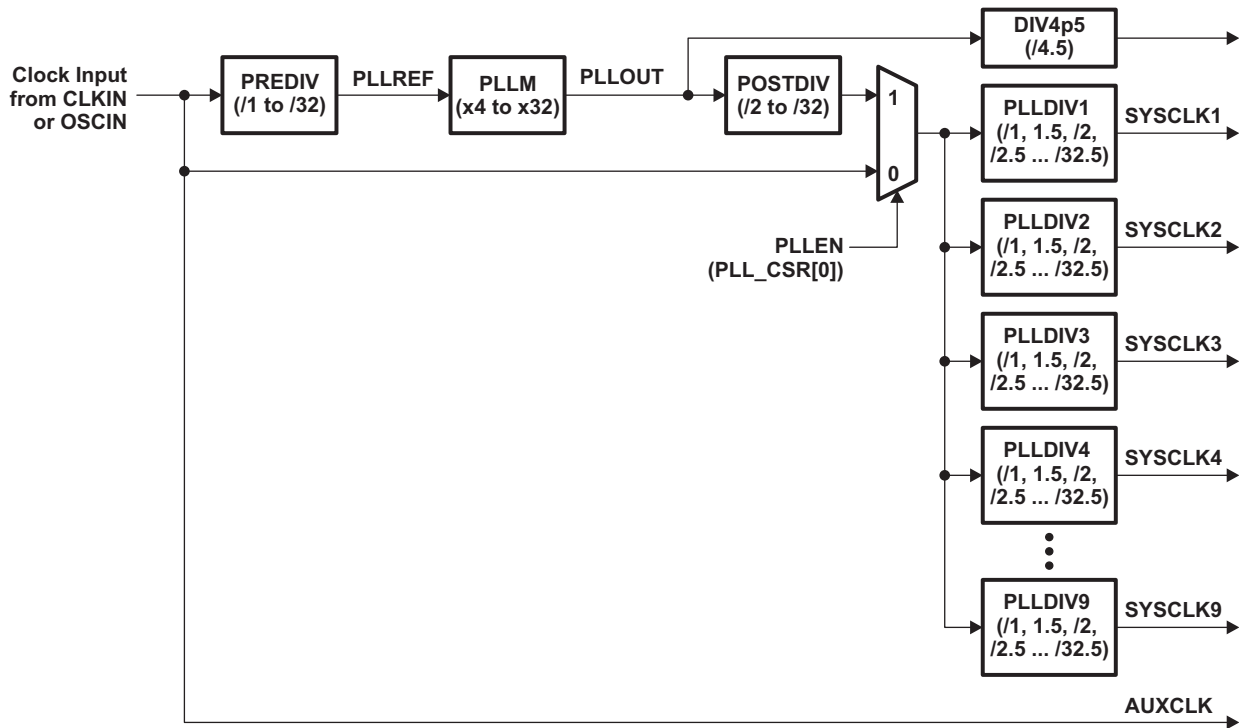 Clock Input
from CLKIN
or OSCIN
PREDIV
(/1 to /32)
PLLREF
PLLM
(x4 to x32)
PLLOUT
POSTDIV
(/2 to /32)
1
0
PLLEN
(PLL_CSR[0])
DIV4p5
(/4.5)
PLLDIV1
(/1, 1.5, /2,
/2.5 ... /32.5)
SYSCLK1
PLLDIV2
(/1, 1.5, /2,
/2.5 ... /32.5)
SYSCLK2
PLLDIV3
(/1, 1.5, /2,
/2.5 ... /32.5)
SYSCLK3
PLLDIV4
(/1, 1.5, /2,
/2.5 ... /32.5)
SYSCLK4
PLLDIV9
(/1, 1.5, /2,
/2.5 ... /32.5)
SYSCLK9
AUXCLK